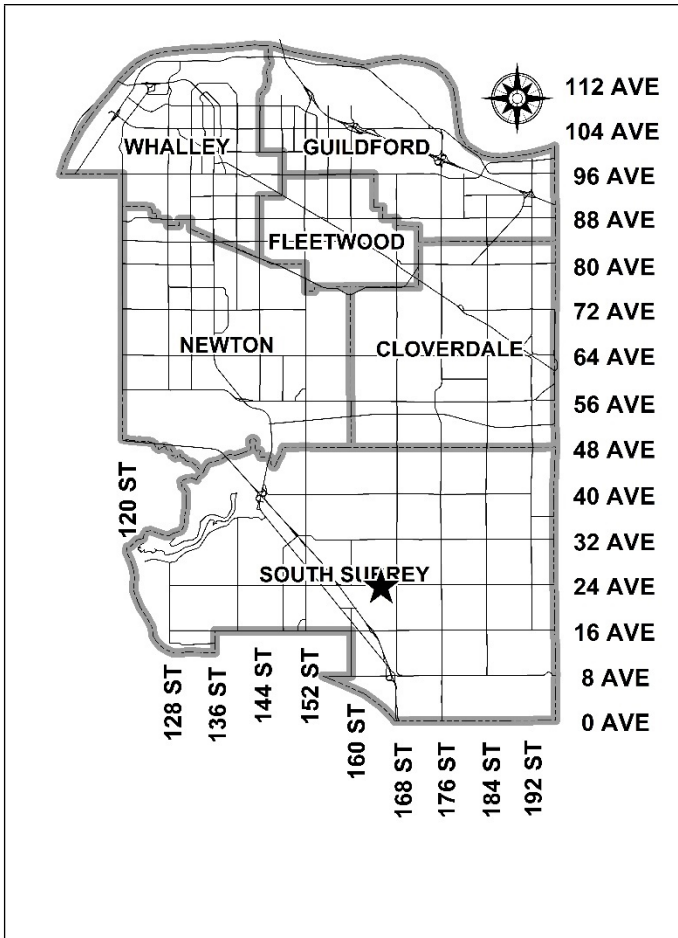 112 AVE
104 AVE
WHALLEY
GUILDFORD
96 AVE
88 AVE
FLEETWOOD
80 AVE
72 AVE
NEWTON
CLOVERDALE
64 AVE
56 AVE
48 AVE
120 ST
40 AVE
32 AVE
SOUTH SURREY
24 AVE
16 AVE
128 ST
136 ST
144 ST
152 ST
160 ST
8 AVE
0 AVE
168 ST
176 ST
184 ST
192 ST